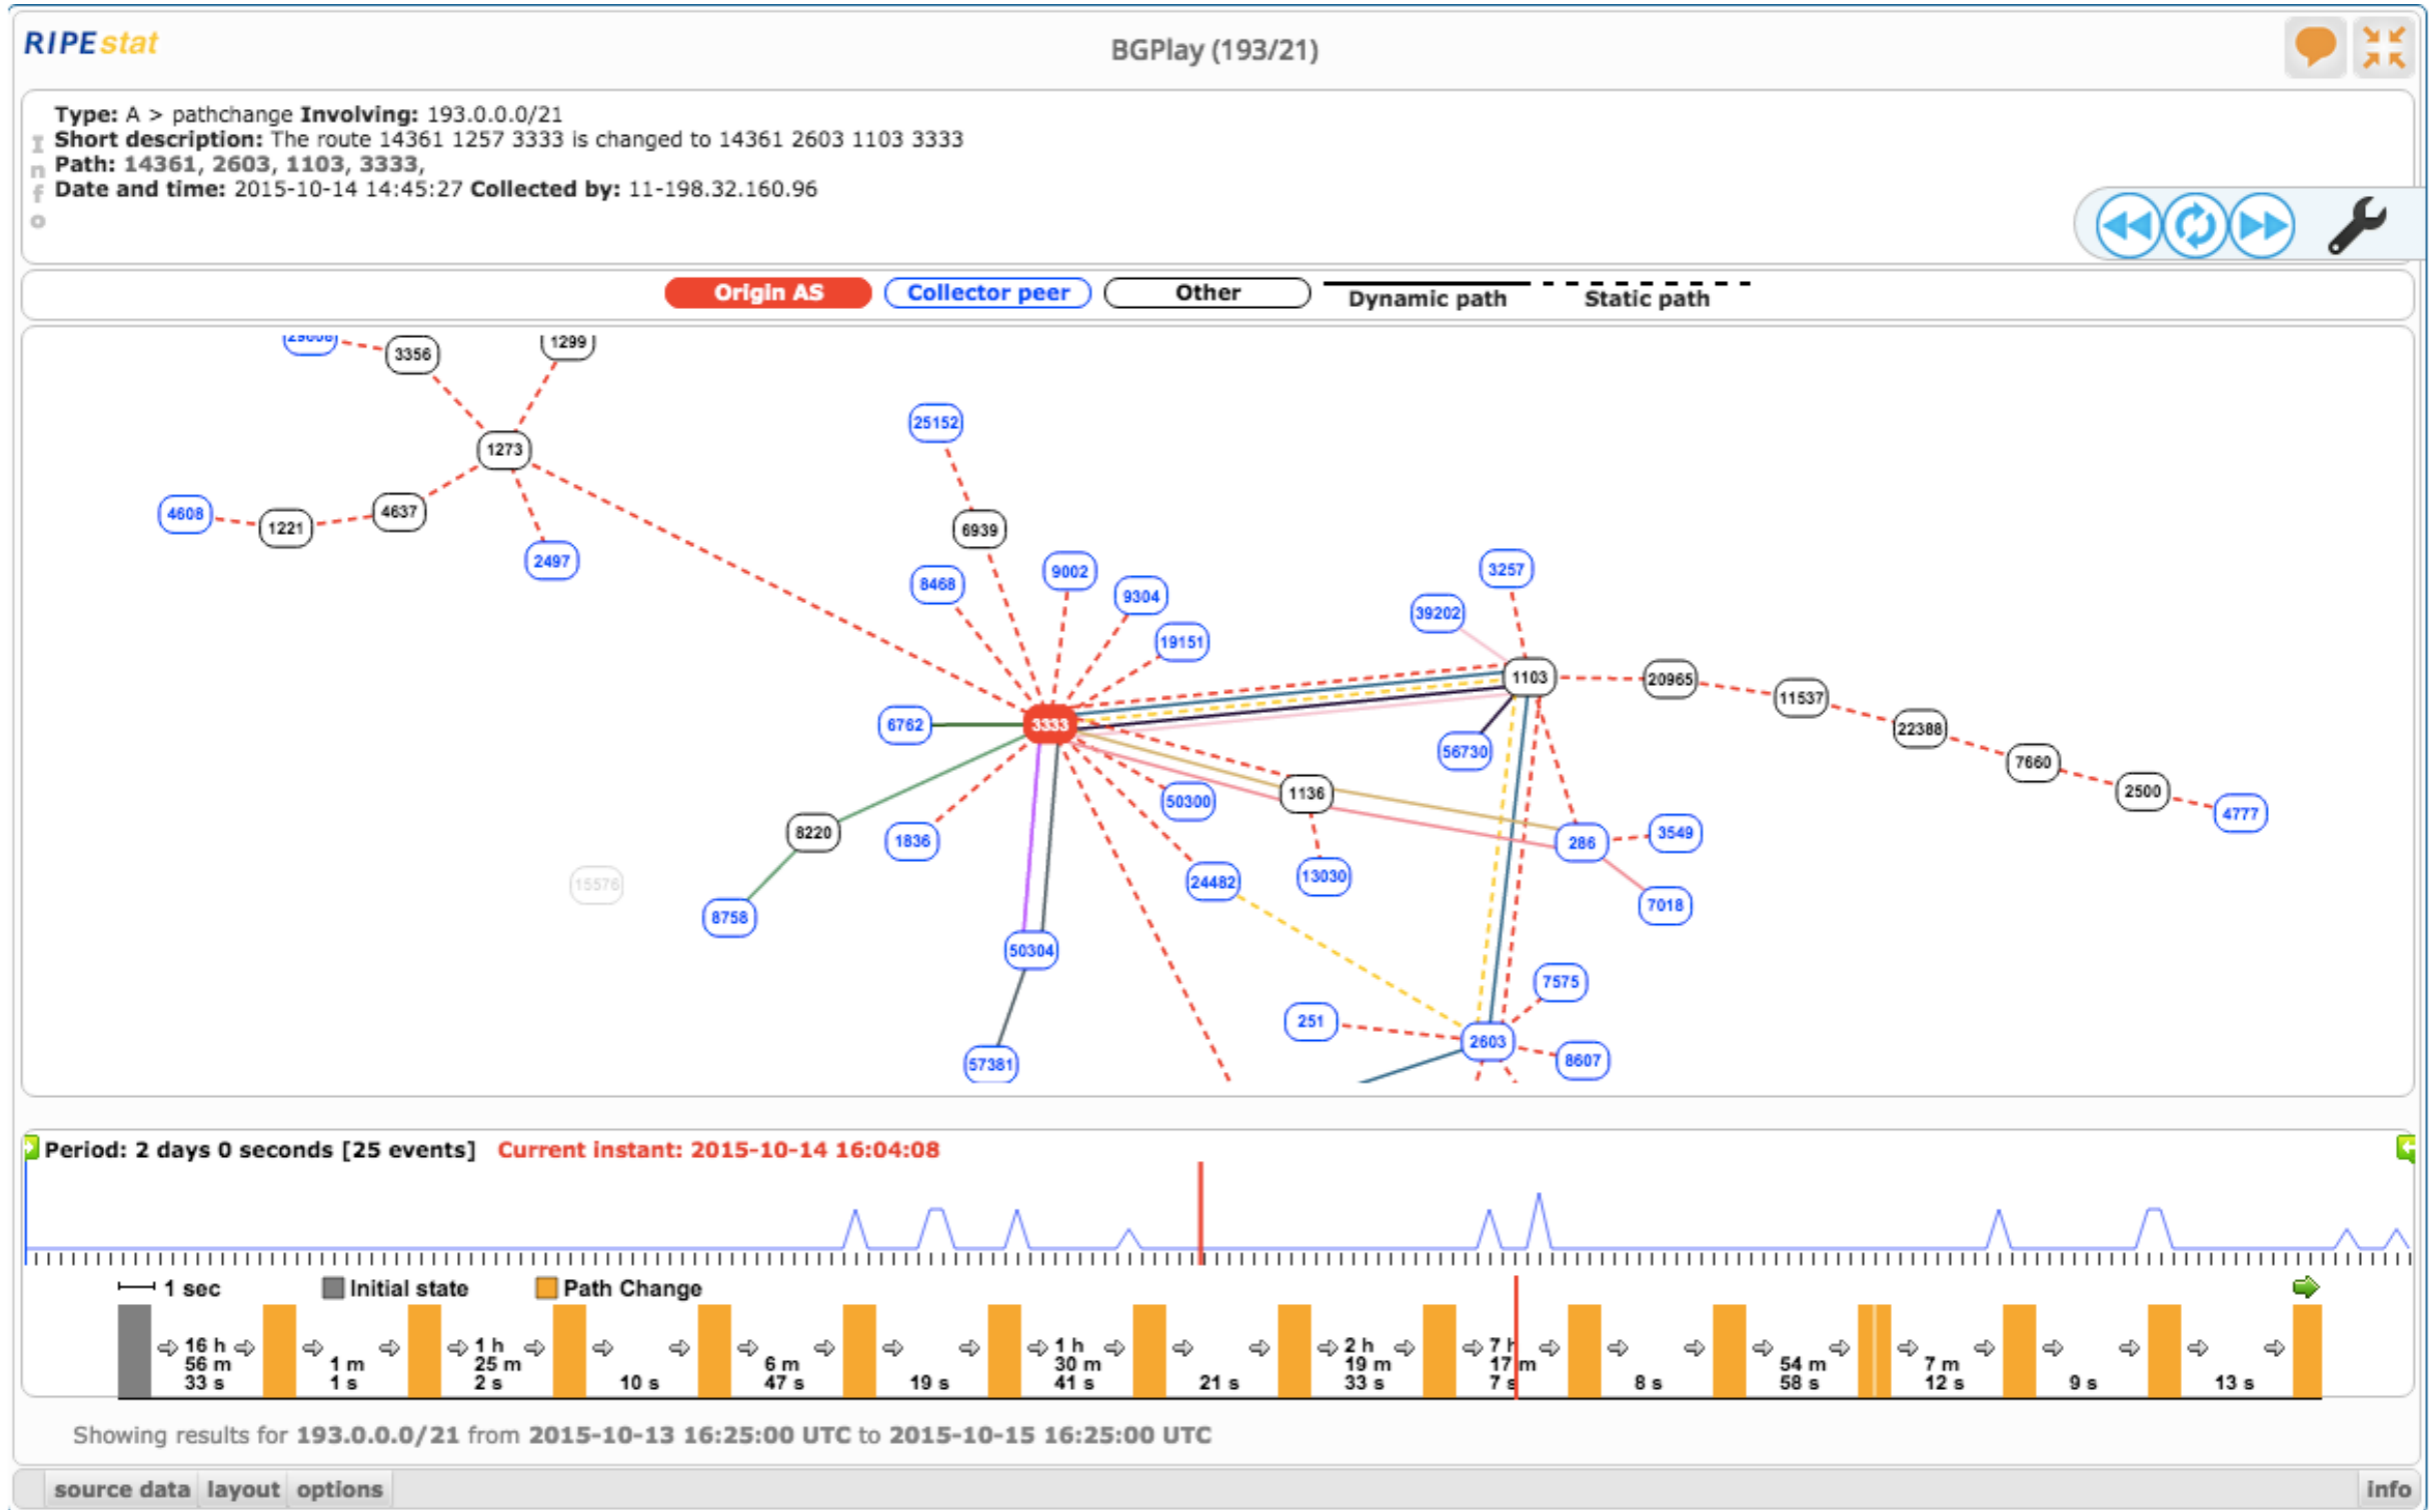 RIPEstat
BGPlay (193/21)
Info
Type: A > pathchange Involving: 193.0.0.0/21
Short description: The route 14361 1257 3333 is changed to 14361 2603 1103 3333
Path: 14361, 2603, 1103, 3333,
Date and time: 2015-10-14 14:45:27 Collected by: 11-198.32.160.96
Origin AS Collector peer Other Dynamic path Static path
3356
1299
25152
1273
4608
1221
4637
6939
2497
8468
9002
9304
3257
39202
19151
1103
20965
11537
6762
3333
22388
56730
7660
50300
1136
2500
4777
8220
1836
286
3549
15576
24482
13030
7018
8758
50304
7575
251
2603
8607
57381
Period: 2 days 0 seconds [25 events] Current instant: 2015-10-14 16:04:08
1 sec Initial state Path Change
16 h 56 m 33 s
1 m 1 s
1 h 25 m 2 s
10 s
6 m 47 s
19 s
1 h 30 m 41 s
21 s
2 h 19 m 33 s
7 h 17 m 7 s
8 s
54 m 58 s
7 m 12 s
9 s
13 s
Showing results for 193.0.0.0/21 from 2015-10-13 16:25:00 UTC to 2015-10-15 16:25:00 UTC
source data layout options info